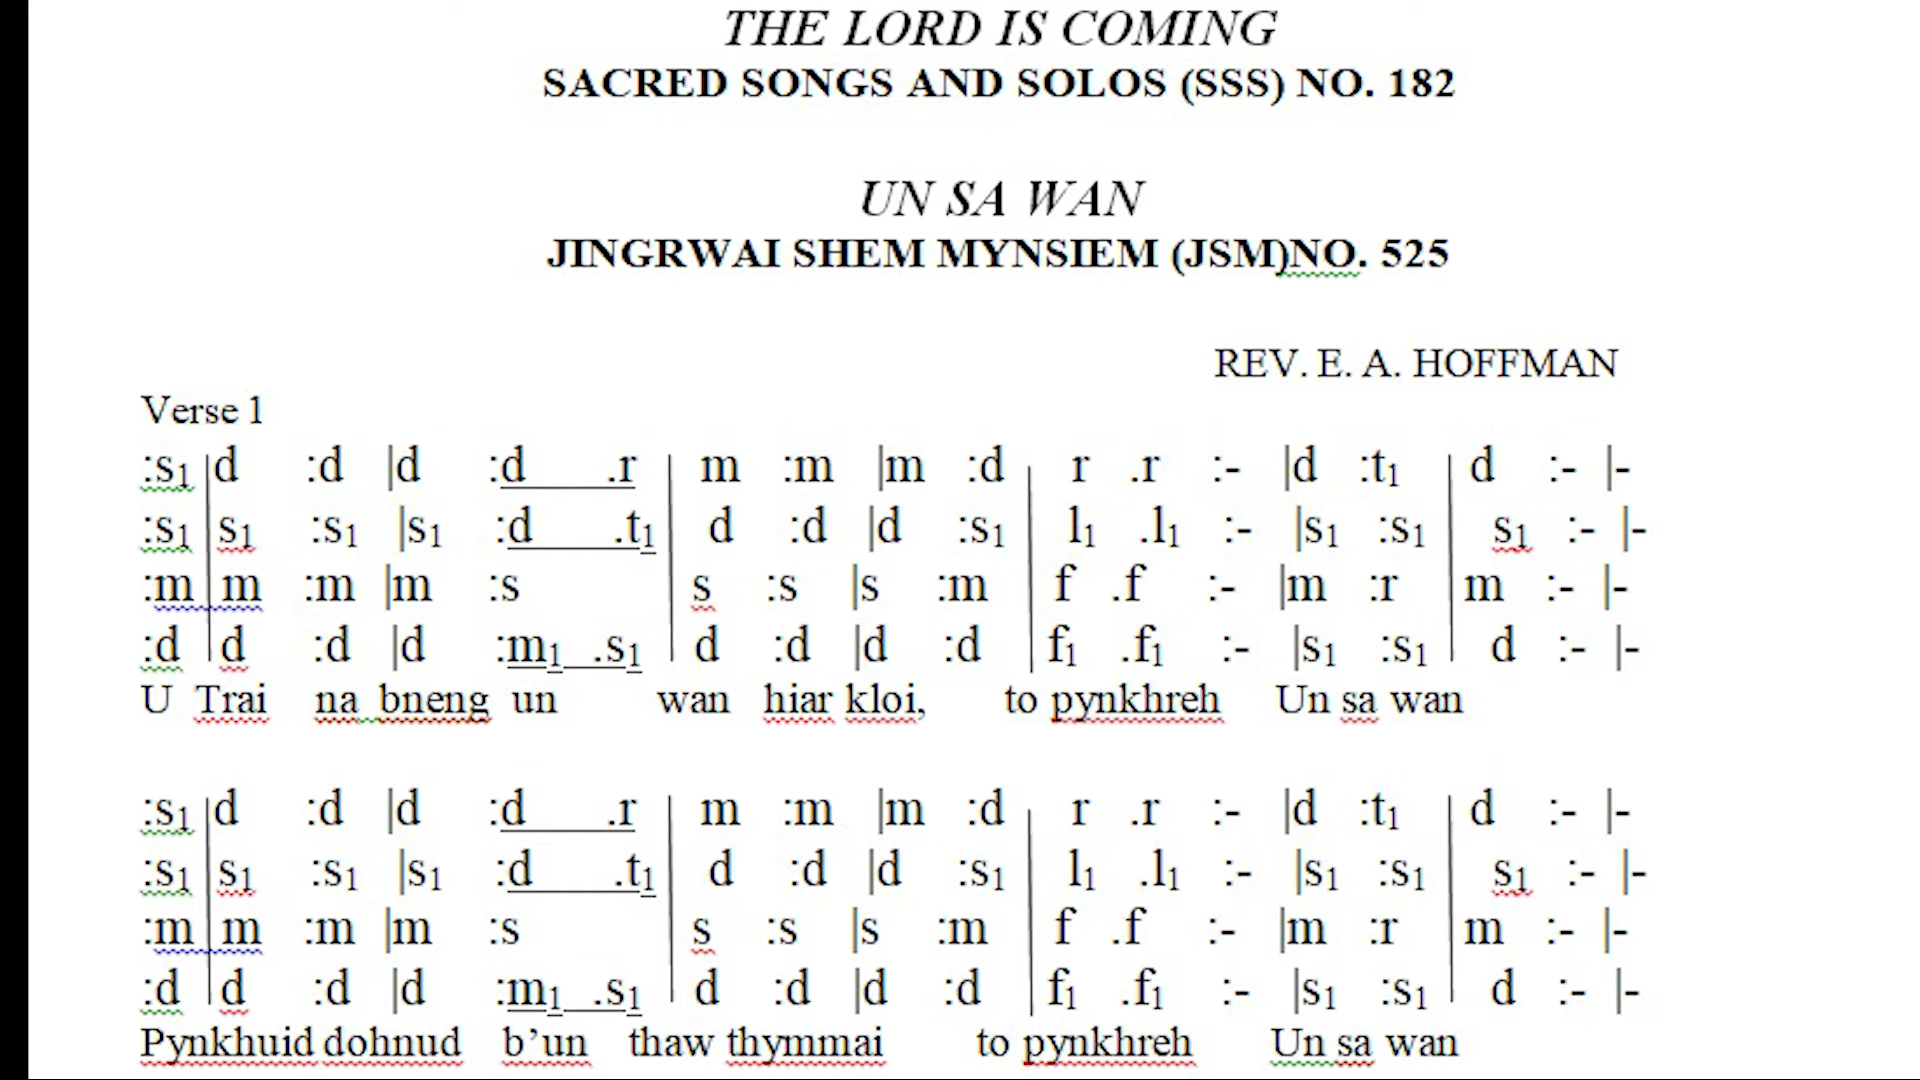 THE LORD IS COMING
SACRED SONGS AND SOLOS (SSS) NO. 182
UN SA WAN
JINGRWAI SHEM MYNSIEM (JSM)NO. 525
REV. E. A. HOFFMAN
Verse 1
:s₁ |d :d |d :d .r | m :m |m :d | r .r :- |d :t₁ | d :- |-
:s₁ | s₁ :s₁ |s₁ :d .t₁ | d :d |d :s₁ | l₁ .l₁ :- |s₁ :s₁ | s₁ :- |-
:m | m :m |m :s | s :s |s :m | f .f :- |m :r | m :- |-
:d | d :d |d :m₁ .s₁ | d :d |d :d | f₁ .f₁ :- |s₁ :s₁ | d :- |-
U Trai na bneng un wan hiar kloi, to pynkhreh Un sa wan
:s₁ |d :d |d :d .r | m :m |m :d | r .r :- |d :t₁ | d :- |-
:s₁ | s₁ :s₁ |s₁ :d .t₁ | d :d |d :s₁ | l₁ .l₁ :- |s₁ :s₁ | s₁ :- |-
:m | m :m |m :s | s :s |s :m | f .f :- |m :r | m :- |-
:d | d :d |d :m₁ .s₁ | d :d |d :d | f₁ .f₁ :- |s₁ :s₁ | d :- |-
Pynkhuid dohnud b’un thaw thymmai to pynkhreh Un sa wan